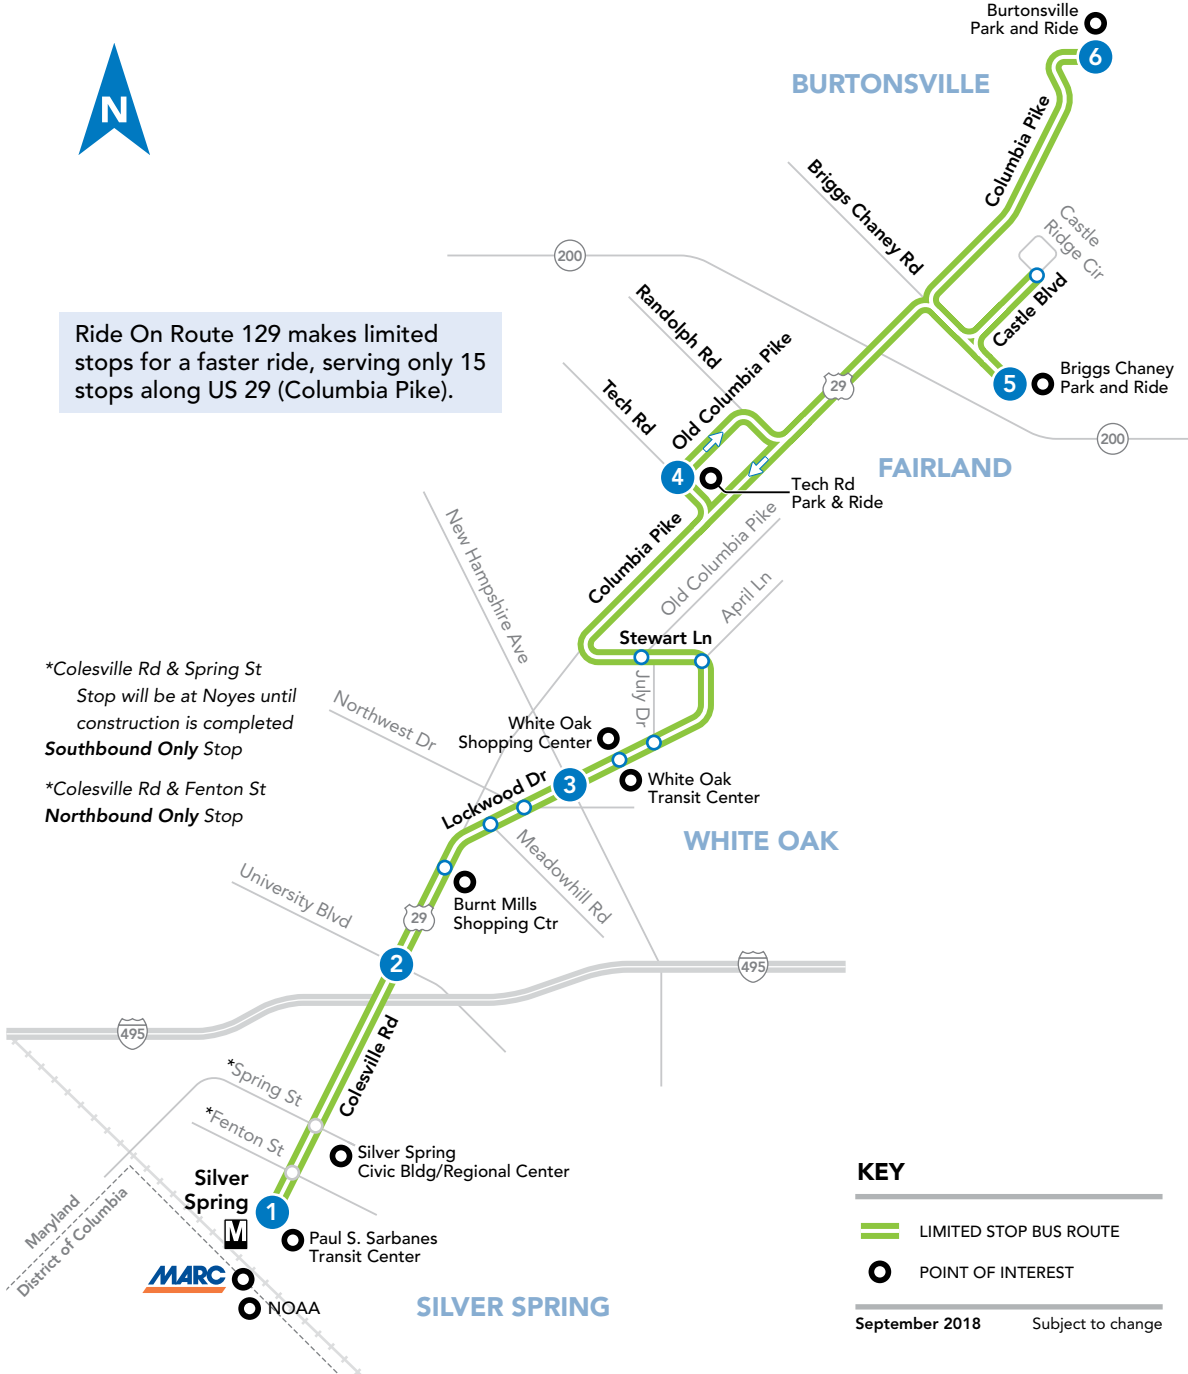 Burtonsville
Park and Ride
6
BURTONSVILLE
N
Columbia Pike
Briggs Chaney Rd
Castle
Ridge Cir
200
Castle Blvd
Randolph Rd
Ride On Route 129 makes limited
stops for a faster ride, serving only 15
stops along US 29 (Columbia Pike).
Old Columbia Pike
Tech Rd
29
5
Briggs Chaney
Park and Ride
200
FAIRLAND
4
Tech Rd
Park & Ride
New Hampshire Ave
Columbia Pike
Old Columbia Pike
April Ln
Stewart Ln
July Dr
*Colesville Rd & Spring St
Stop will be at Noyes until
construction is completed
Southbound Only Stop
*Colesville Rd & Fenton St
Northbound Only Stop
Northwest Dr
White Oak
Shopping Center
3
White Oak
Transit Center
Lockwood Dr
WHITE OAK
Meadowhill Rd
University Blvd
Burnt Mills
Shopping Ctr
29
2
495
495
Colesville Rd
*Spring St
*Fenton St
Silver Spring
Civic Bldg/Regional Center
Silver
Spring
1
M
Paul S. Sarbanes
Transit Center
Maryland
District of Columbia
MARC
NOAA
SILVER SPRING
KEY
LIMITED STOP BUS ROUTE
POINT OF INTEREST
September 2018 Subject to change